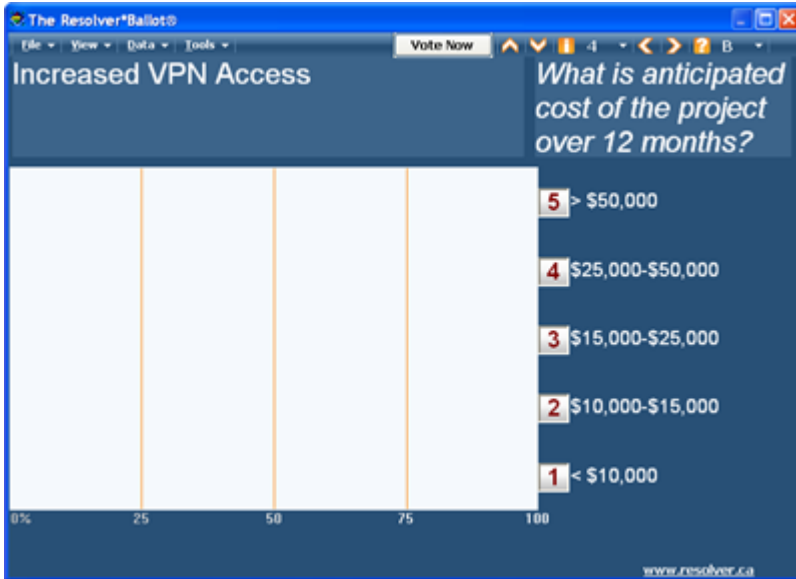 The Resolver*Ballot®
File View Data Tools Vote Now 4 B
Increased VPN Access
What is anticipated
cost of the project
over 12 months?
5 > $50,000
4 $25,000-$50,000
3 $15,000-$25,000
2 $10,000-$15,000
1 < $10,000
0% 25 50 75 100
www.resolver.ca